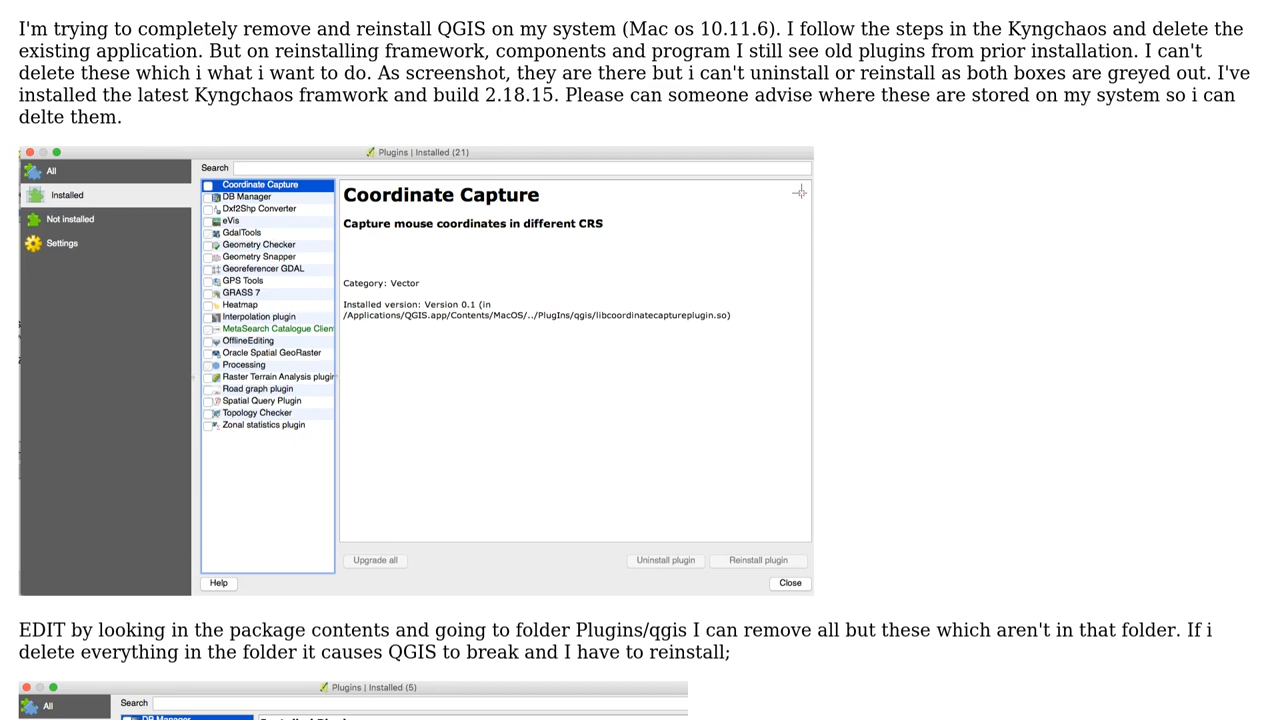 I'm trying to completely remove and reinstall QGIS on my system (Mac os 10.11.6). I follow the steps in the Kyngchaos and delete the
existing application. But on reinstalling framework, components and program I still see old plugins from prior installation. I can't
delete these which i what i want to do. As screenshot, they are there but i can't uninstall or reinstall as both boxes are greyed out. I've
installed the latest Kyngchaos framwork and build 2.18.15. Please can someone advise where these are stored on my system so i can
delte them.
Plugins | Installed (21)
All
Installed
Not installed
Settings
Search
Coordinate Capture
DB Manager
Dxf2Shp Converter
eVis
GdalTools
Geometry Checker
Geometry Snapper
Georeferencer GDAL
GPS Tools
GRASS 7
Heatmap
Interpolation plugin
MetaSearch Catalogue Clien
OfflineEditing
Oracle Spatial GeoRaster
Processing
Raster Terrain Analysis plugin
Road graph plugin
Spatial Query Plugin
Topology Checker
Zonal statistics plugin
Coordinate Capture
Capture mouse coordinates in different CRS
Category: Vector
Installed version: Version 0.1 (in
/Applications/QGIS.app/Contents/MacOS/../PlugIns/qgis/libcoordinatecaptureplugin.so)
Upgrade all
Uninstall plugin
Reinstall plugin
Help
Close
EDIT by looking in the package contents and going to folder Plugins/qgis I can remove all but these which aren't in that folder. If i
delete everything in the folder it causes QGIS to break and I have to reinstall;
Plugins | Installed (5)
All
Search
DB Manager